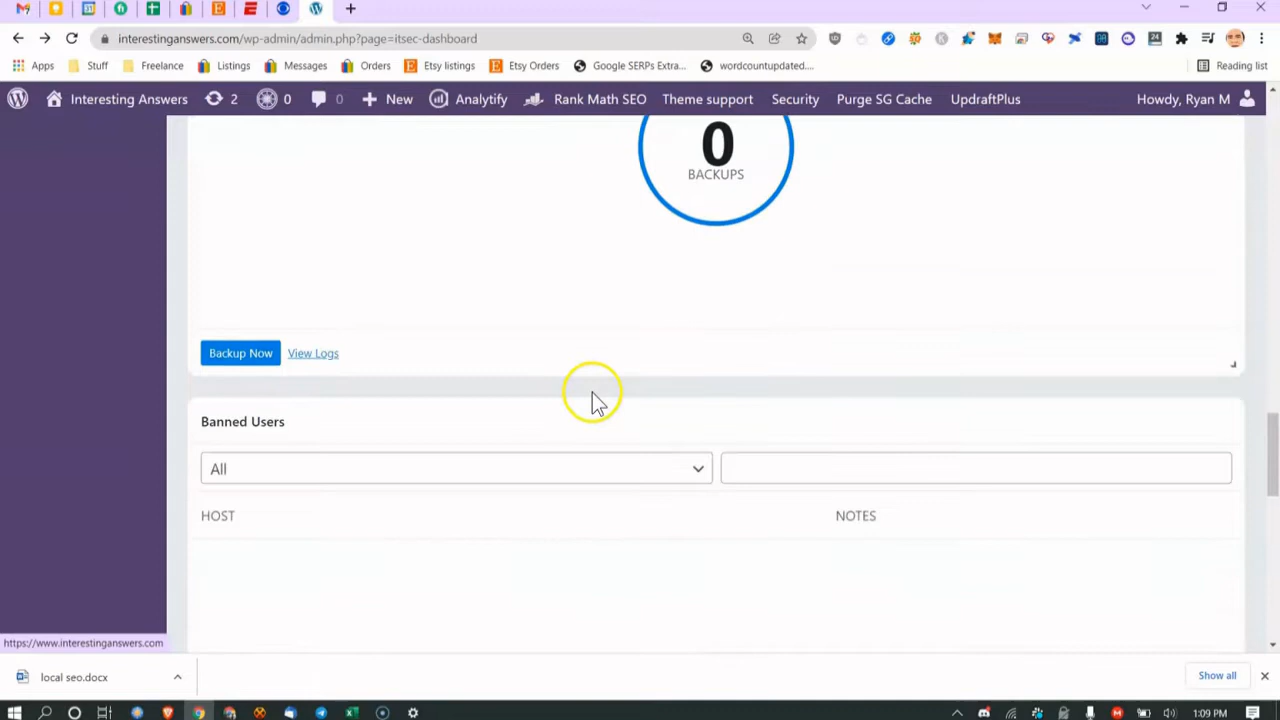 interestinganswers.com/wp-admin/admin.php?page=itsec-dashboard
Apps Stuff Freelance Listings Messages Orders Etsy listings Etsy Orders Google SERPs Extra... wordcountupdated.... Reading list
Interesting Answers 2 0 0 New Analytify Rank Math SEO Theme support Security Purge SG Cache UpdraftPlus Howdy, Ryan M
0
BACKUPS
Backup Now View Logs
Banned Users
All
HOST NOTES
https://www.interestinganswers.com
local seo.docx Show all
1:09 PM